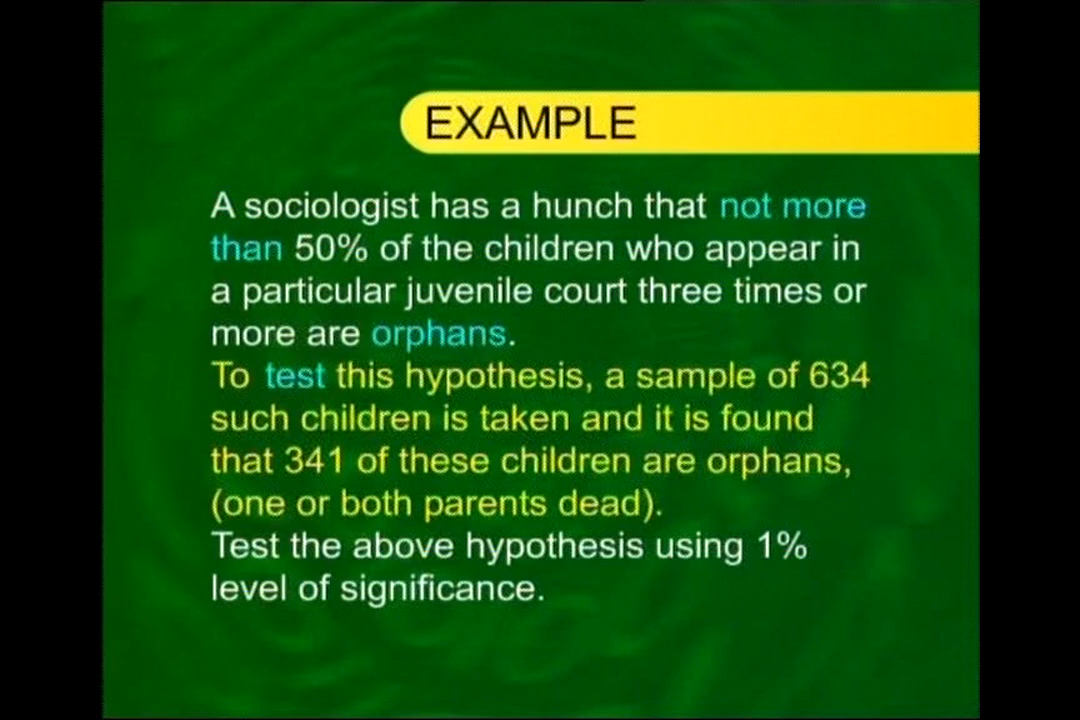 EXAMPLE
A sociologist has a hunch that not more
than 50% of the children who appear in
a particular juvenile court three times or
more are orphans.
To test this hypothesis, a sample of 634
such children is taken and it is found
that 341 of these children are orphans,
(one or both parents dead).
Test the above hypothesis using 1%
level of significance.